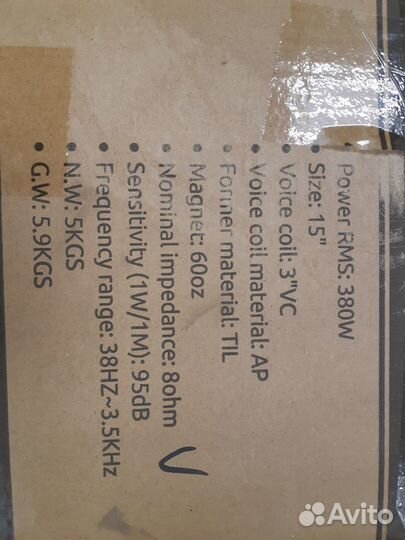 • Power RMS: 380W
• Size: 15"
• Voice coil: 3"VC
• Voice coil material: AP
• Former material: TIL
• Magnet: 60oz
• Nominal impedance: 8ohm
• Sensitivity (1W/1M): 95dB
• Frequency range: 38HZ~3.5KHz
• N.W: 5KGS
• G.W: 5.9KGS
Avito